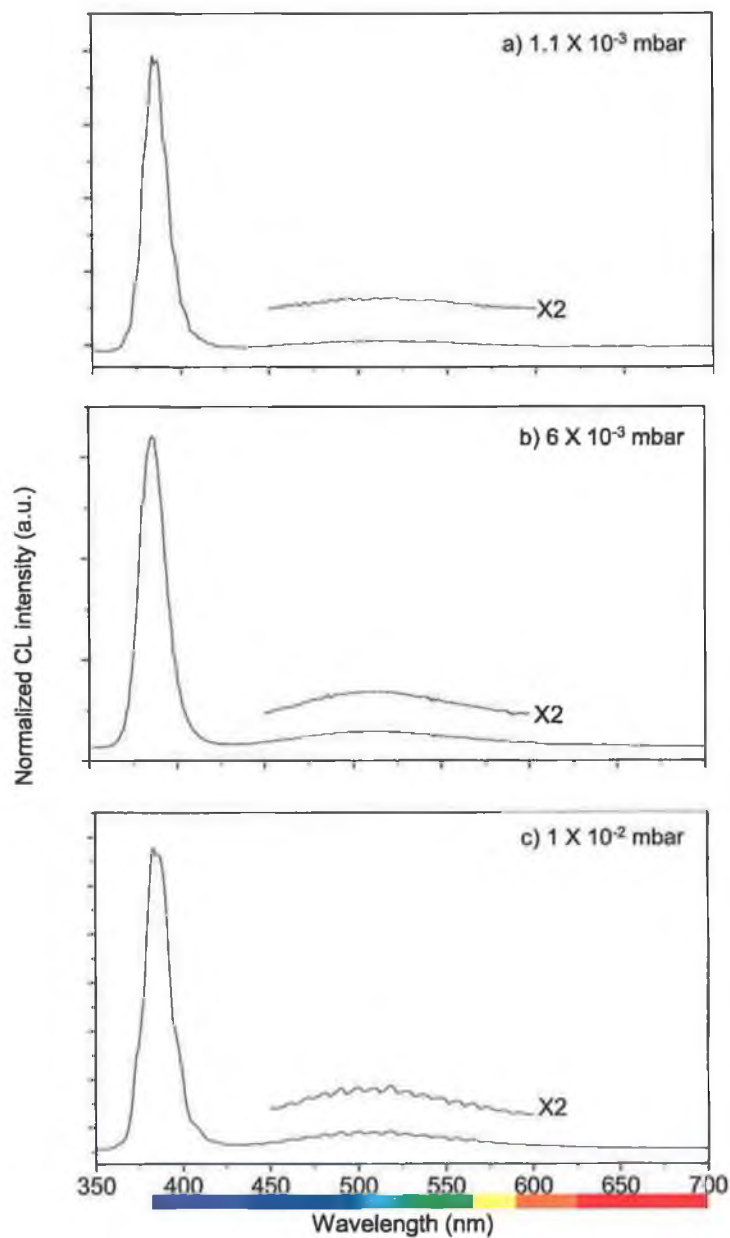 a) 1.1 X 10⁻³ mbar
X2
b) 6 X 10⁻³ mbar
X2
Normalized CL intensity (a.u.)
c) 1 X 10⁻² mbar
X2
350 400 450 500 550 600 650 700
Wavelength (nm)